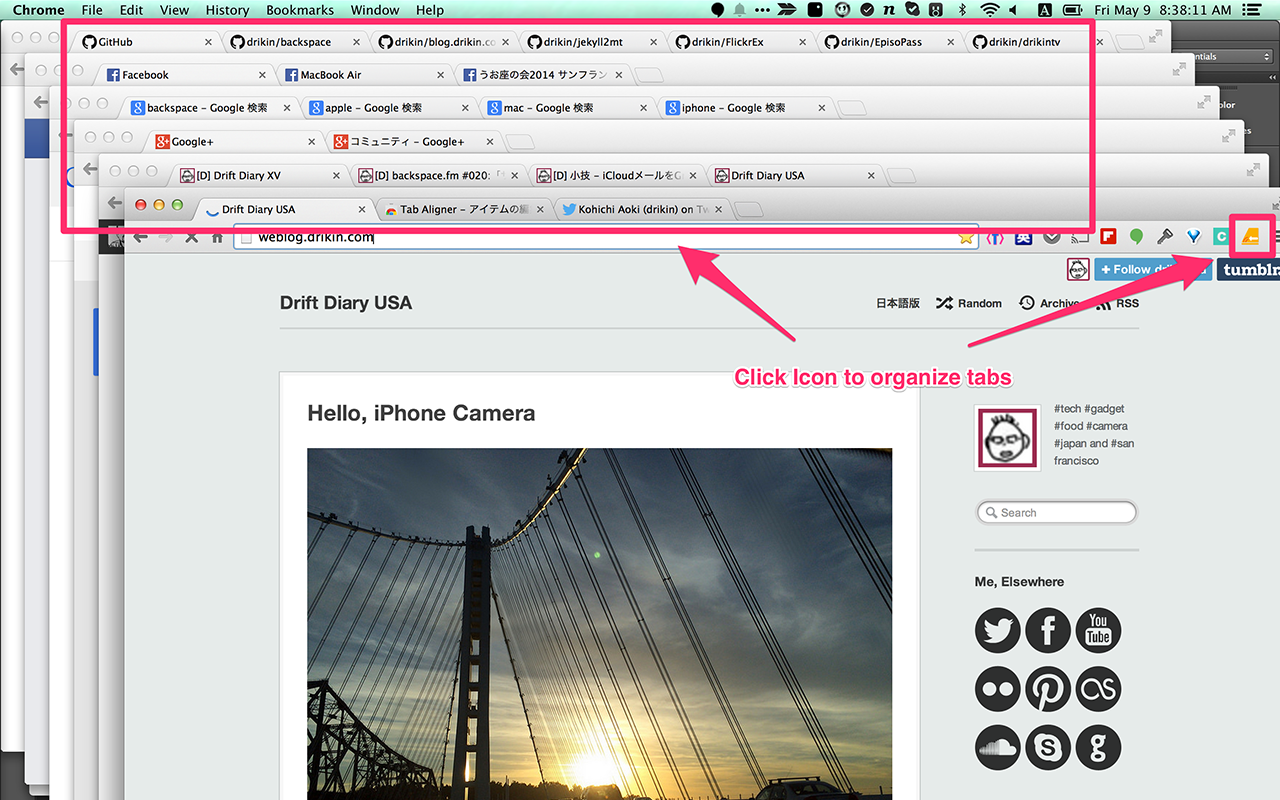 Chrome File Edit View History Bookmarks Window Help Fri May 9 8:38:11 AM
GitHub drikin/backspace drikin/blog.drikin.co drikin/jekyll2mt drikin/FlickrEx drikin/EpisoPass drikin/drikintv
Facebook MacBook Air うお座の会2014 サンフラン
backspace – Google 検索 apple – Google 検索 mac – Google 検索 iphone – Google 検索
Google+ コミュニティ – Google+
[D] Drift Diary XV [D] backspace.fm #020: [D] 小技 – iCloudメールをG Drift Diary USA
Drift Diary USA Tab Aligner – アイテムの Kohichi Aoki (drikin) on Tw
weblog.drikin.com
+ Follow tumblr.
Drift Diary USA 日本語版 Random Archive RSS
Click Icon to organize tabs
Hello, iPhone Camera
#tech #gadget
#food #camera
#japan and #san
francisco
Search
Me, Elsewhere
You
Tube